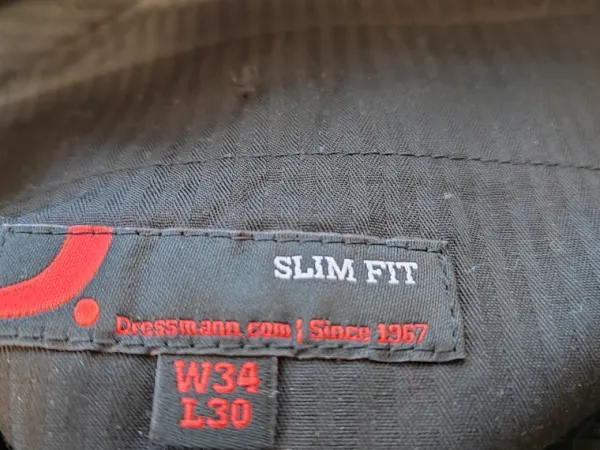 SLIM FIT
Dressmann.com | Since 1967
W34
L30